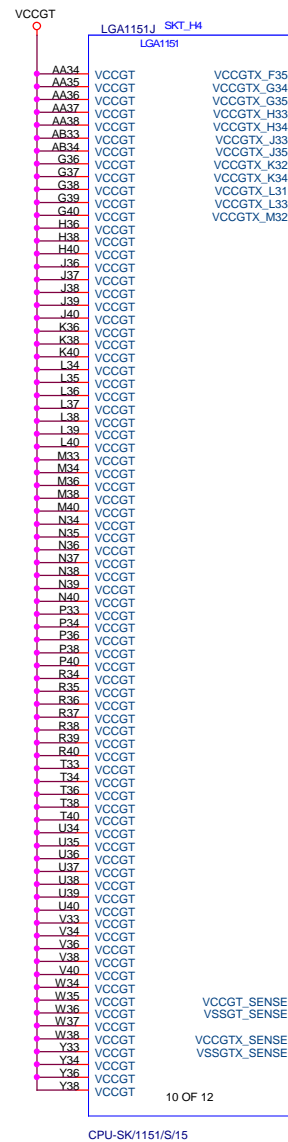 VCCGT
LGA1151J SKT_H4
LGA1151
AA34 VCCGT VCCGTX_F35
AA35 VCCGT VCCGTX_G34
AA36 VCCGT VCCGTX_G35
AA37 VCCGT VCCGTX_H33
AA38 VCCGT VCCGTX_H34
AB33 VCCGT VCCGTX_J33
AB34 VCCGT VCCGTX_J35
G36 VCCGT VCCGTX_K32
G37 VCCGT VCCGTX_K34
G38 VCCGT VCCGTX_L31
G39 VCCGT VCCGTX_L33
G40 VCCGT VCCGTX_M32
H36 VCCGT
H38 VCCGT
H40 VCCGT
J36 VCCGT
J37 VCCGT
J38 VCCGT
J39 VCCGT
J40 VCCGT
K36 VCCGT
K38 VCCGT
K40 VCCGT
L34 VCCGT
L35 VCCGT
L36 VCCGT
L37 VCCGT
L38 VCCGT
L39 VCCGT
L40 VCCGT
M33 VCCGT
M34 VCCGT
M36 VCCGT
M38 VCCGT
M40 VCCGT
N34 VCCGT
N35 VCCGT
N36 VCCGT
N37 VCCGT
N38 VCCGT
N39 VCCGT
N40 VCCGT
P33 VCCGT
P34 VCCGT
P36 VCCGT
P38 VCCGT
P40 VCCGT
R34 VCCGT
R35 VCCGT
R36 VCCGT
R37 VCCGT
R38 VCCGT
R39 VCCGT
R40 VCCGT
T33 VCCGT
T34 VCCGT
T36 VCCGT
T38 VCCGT
T40 VCCGT
U34 VCCGT
U35 VCCGT
U36 VCCGT
U37 VCCGT
U38 VCCGT
U39 VCCGT
U40 VCCGT
V33 VCCGT
V34 VCCGT
V36 VCCGT
V38 VCCGT
V40 VCCGT
W34 VCCGT
W35 VCCGT VCCGT_SENSE
W36 VCCGT VSSGT_SENSE
W37 VCCGT
W38 VCCGT VCCGTX_SENSE
Y33 VCCGT VSSGTX_SENSE
Y34 VCCGT
Y36 VCCGT
Y38 VCCGT 10 OF 12
CPU-SK/1151/S/15